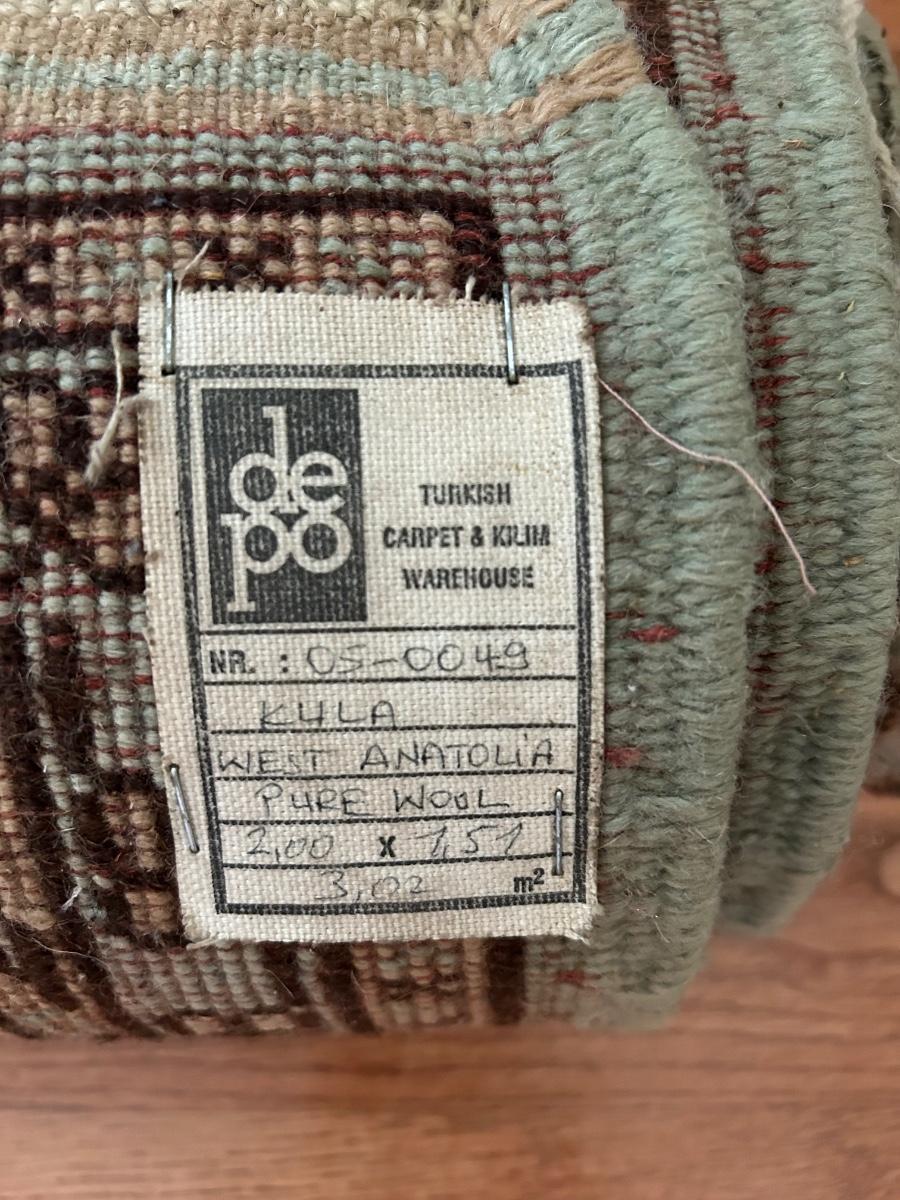 depo
TURKISH
CARPET & KILIM
WAREHOUSE
NR. : OS-0049
KULA
WEST ANATOLIA
PURE WOOL
2,00 x 1,51
3,02 m²